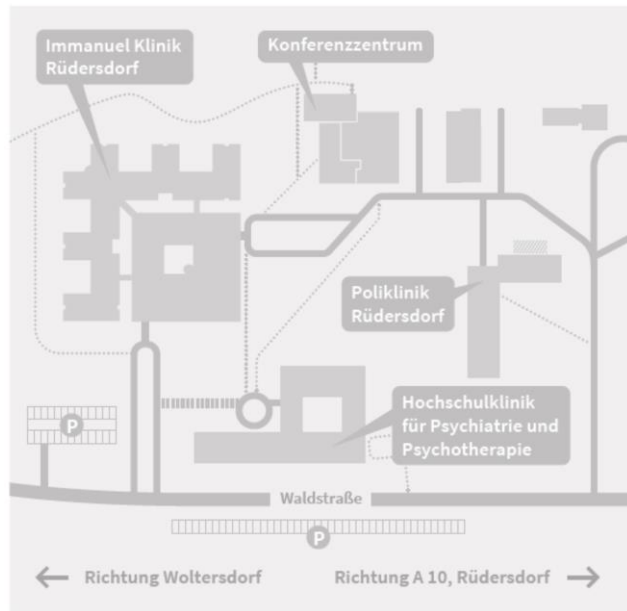 Immanuel Klinik
Rüdersdorf
Konferenzzentrum
Poliklinik
Rüdersdorf
Hochschulklinik
für Psychiatrie und
Psychotherapie
P
Waldstraße
P
Richtung Woltersdorf
Richtung A 10, Rüdersdorf